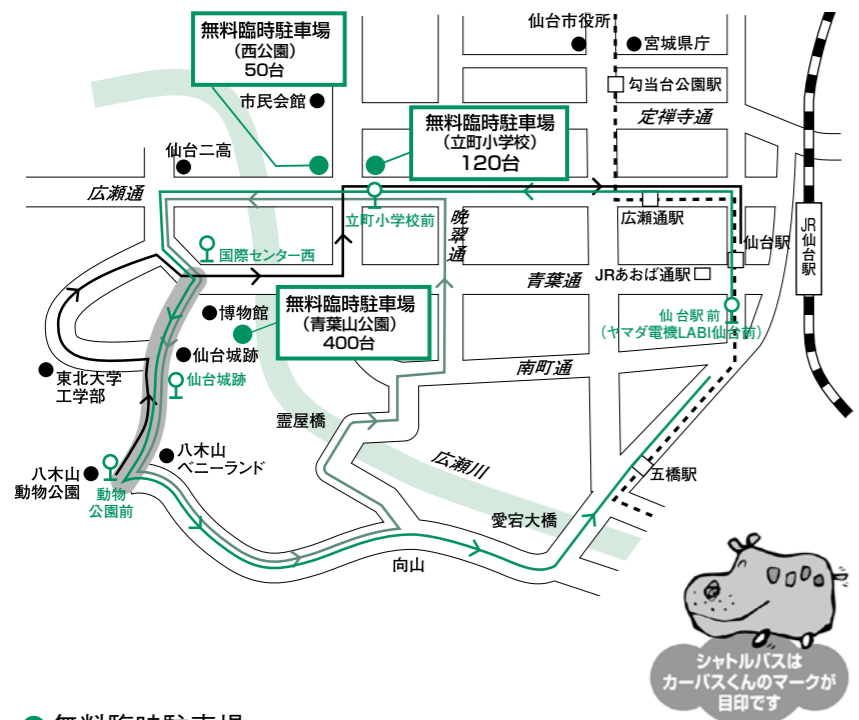 無料臨時駐車場
（西公園）
50台
仙台市役所
宮城県庁
勾当台公園駅
市民会館
無料臨時駐車場
（立町小学校）
120台
定禅寺通
仙台二高
広瀬通
立町小学校前
晩翠通
広瀬通駅
仙台駅
JR仙台駅
国際センター西
青葉通
JRあおば通駅
博物館
無料臨時駐車場
（青葉山公園）
400台
仙台駅前
（ヤマダ電機LABI仙台前）
仙台城跡
仙台城跡
南町通
東北大学
工学部
霊屋橋
八木山
ベニーランド
広瀬川
五橋駅
八木山
動物公園
動物
公園前
愛宕大橋
向山
シャトルバスは
カーバスくんのマークが
目印です
無料臨時駐車場